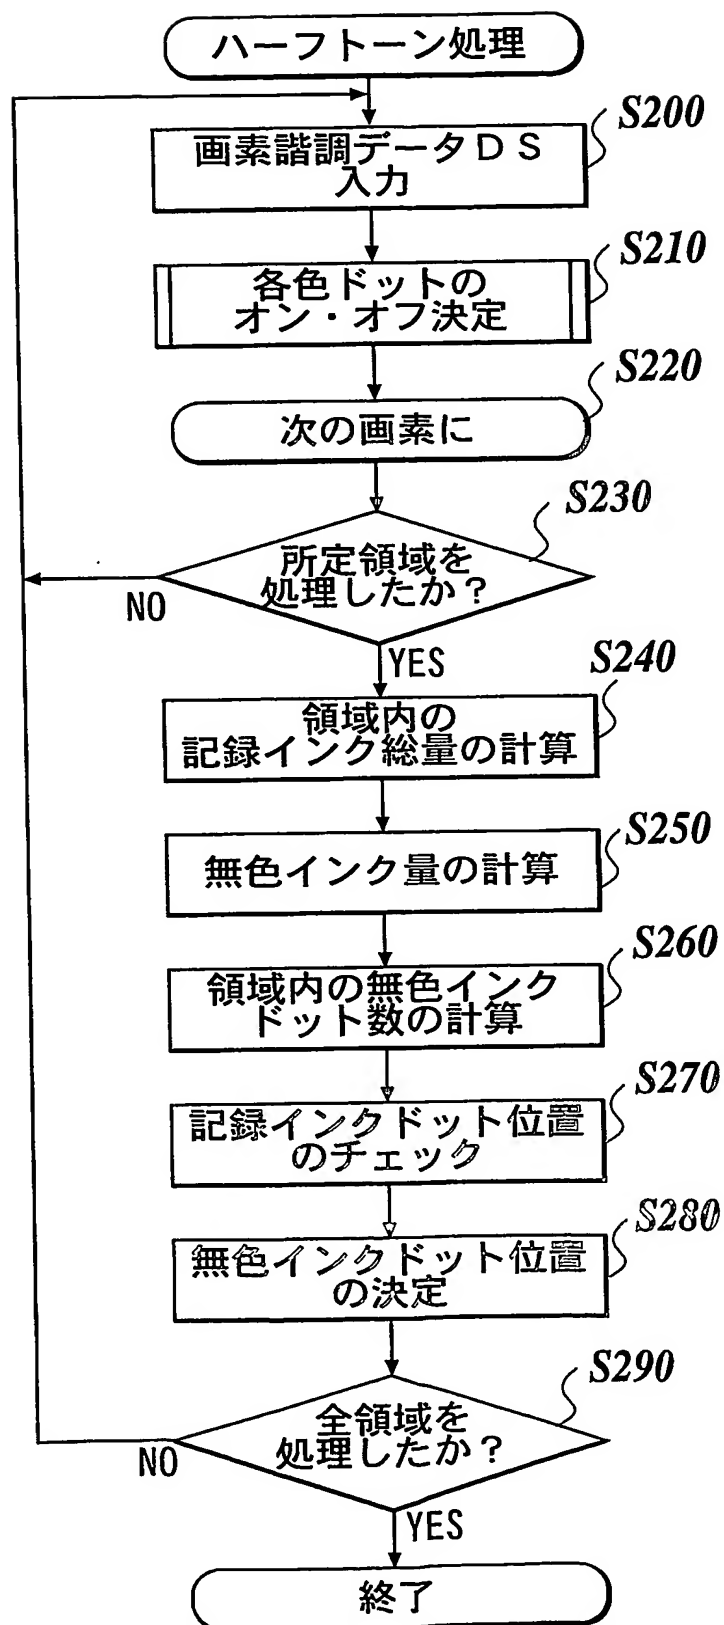 ハーフトーン処理
S200
画素諧調データDS
入力
S210
各色ドットの
オン・オフ決定
S220
次の画素に
S230
所定領域を
処理したか?
NO
YES
S240
領域内の
記録インク総量の計算
S250
無色インク量の計算
S260
領域内の無色インク
ドット数の計算
S270
記録インクドット位置
のチェック
S280
無色インクドット位置
の決定
S290
全領域を
処理したか?
NO
YES
終了